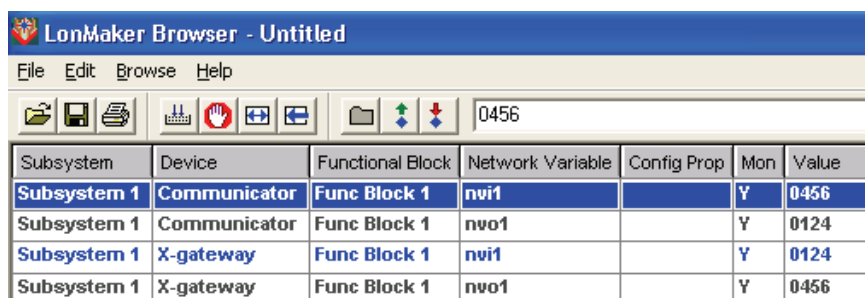 LonMaker Browser - Untitled
File Edit Browse Help
0456
Subsystem Device Functional Block Network Variable Config Prop Mon Value
Subsystem 1 Communicator Func Block 1 nvi1 Y 0456
Subsystem 1 Communicator Func Block 1 nvo1 Y 0124
Subsystem 1 X-gateway Func Block 1 nvi1 Y 0124
Subsystem 1 X-gateway Func Block 1 nvo1 Y 0456